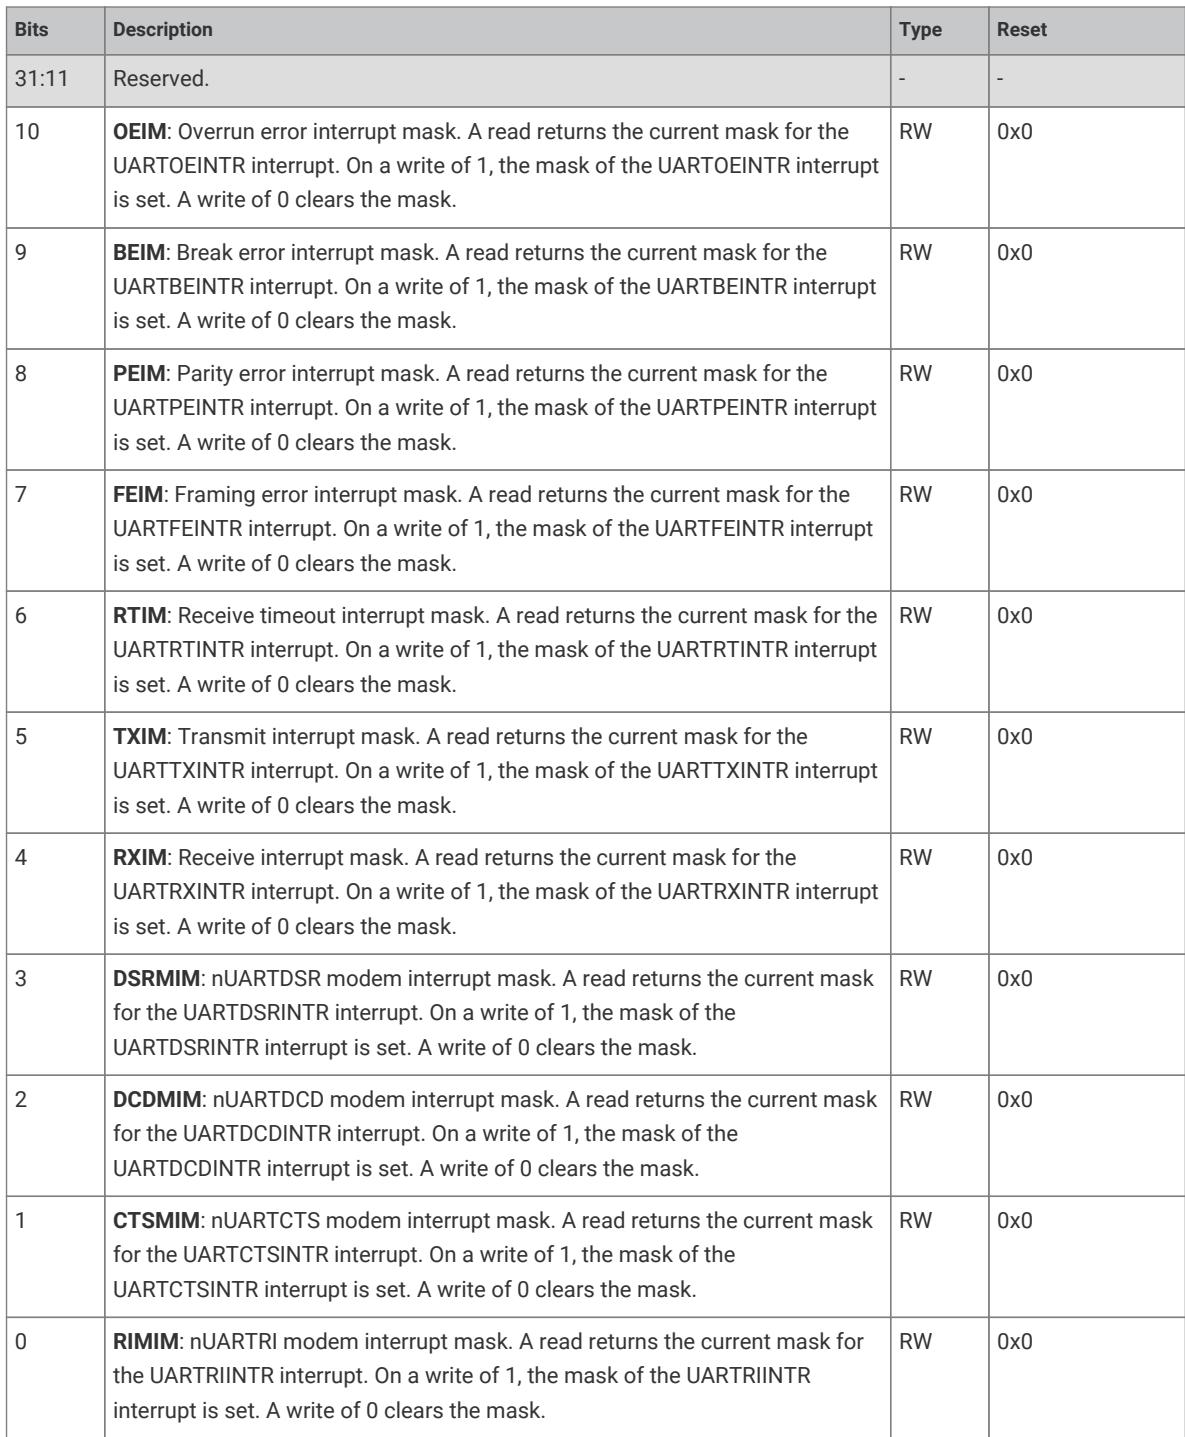 Bits Description Type Reset
31:11 Reserved. - -
10 OEIM: Overrun error interrupt mask. A read returns the current mask for the RW 0x0
UARTOEINTR interrupt. On a write of 1, the mask of the UARTOEINTR interrupt
is set. A write of 0 clears the mask.
9 BEIM: Break error interrupt mask. A read returns the current mask for the RW 0x0
UARTBEINTR interrupt. On a write of 1, the mask of the UARTBEINTR interrupt
is set. A write of 0 clears the mask.
8 PEIM: Parity error interrupt mask. A read returns the current mask for the RW 0x0
UARTPEINTR interrupt. On a write of 1, the mask of the UARTPEINTR interrupt
is set. A write of 0 clears the mask.
7 FEIM: Framing error interrupt mask. A read returns the current mask for the RW 0x0
UARTFEINTR interrupt. On a write of 1, the mask of the UARTFEINTR interrupt
is set. A write of 0 clears the mask.
6 RTIM: Receive timeout interrupt mask. A read returns the current mask for the RW 0x0
UARTRTINTR interrupt. On a write of 1, the mask of the UARTRTINTR interrupt
is set. A write of 0 clears the mask.
5 TXIM: Transmit interrupt mask. A read returns the current mask for the RW 0x0
UARTTXINTR interrupt. On a write of 1, the mask of the UARTTXINTR interrupt
is set. A write of 0 clears the mask.
4 RXIM: Receive interrupt mask. A read returns the current mask for the RW 0x0
UARTRXINTR interrupt. On a write of 1, the mask of the UARTRXINTR interrupt
is set. A write of 0 clears the mask.
3 DSRMIM: nUARTDSR modem interrupt mask. A read returns the current mask RW 0x0
for the UARTDSRINTR interrupt. On a write of 1, the mask of the
UARTDSRINTR interrupt is set. A write of 0 clears the mask.
2 DCDMIM: nUARTDCD modem interrupt mask. A read returns the current mask RW 0x0
for the UARTDCDINTR interrupt. On a write of 1, the mask of the
UARTDCDINTR interrupt is set. A write of 0 clears the mask.
1 CTSMIM: nUARTCTS modem interrupt mask. A read returns the current mask RW 0x0
for the UARTCTSINTR interrupt. On a write of 1, the mask of the
UARTCTSINTR interrupt is set. A write of 0 clears the mask.
0 RIMIM: nUARTRI modem interrupt mask. A read returns the current mask for RW 0x0
the UARTRIINTR interrupt. On a write of 1, the mask of the UARTRIINTR
interrupt is set. A write of 0 clears the mask.